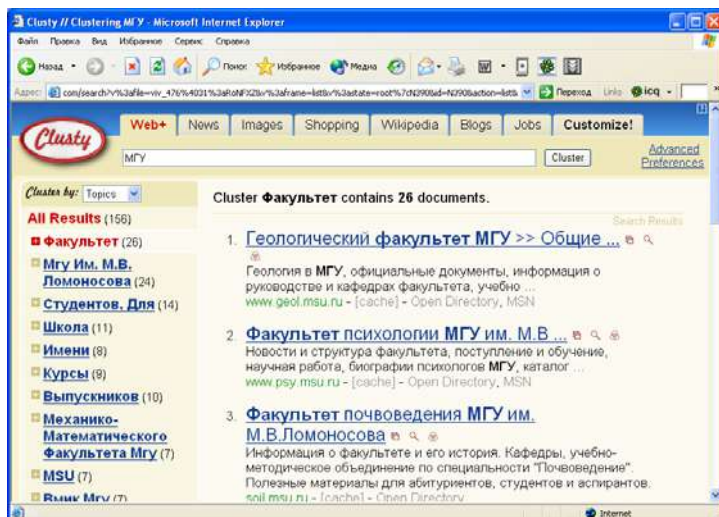 Clusty // Clustering МГУ - Microsoft Internet Explorer
Файл Правка Вид Избранное Сервис Справка
Назад Поиск Избранное Медиа
Адрес: Переход Links icq
Clusty
Web+ News Images Shopping Wikipedia Blogs Jobs Customize!
МГУ Cluster Advanced
Preferences
Cluster by: Topics
Cluster Факультет contains 26 documents.
All Results (156)
Search Results
Факультет (26)
Мгу Им. М.В.
Ломоносова (24)
Студентов, Для (14)
Школа (11)
Имени (8)
Курсы (9)
Выпускников (10)
Механико-
Математического
Факультета Мгу (7)
MSU (7)
Вмик Мгу (7)
1. Геологический факультет МГУ >> Общие ...
Геология в МГУ, официальные документы, информация о
руководстве и кафедрах факультета, учебно ...
www.geol.msu.ru - [cache] - Open Directory, MSN
2. Факультет психологии МГУ им. М.В ...
Новости и структура факультета, поступление и обучение,
научная работа, биографии психологов МГУ, каталог ...
www.psy.msu.ru - [cache] - Open Directory, MSN
3. Факультет почвоведения МГУ им.
М.В.Ломоносова
Информация о факультете и его история. Кафедры, учебно-
методическое объединение по специальности "Почвоведение".
Полезные материалы для абитуриентов, студентов и аспирантов.
soil.msu.ru - [cache] - Open Directory
Internet